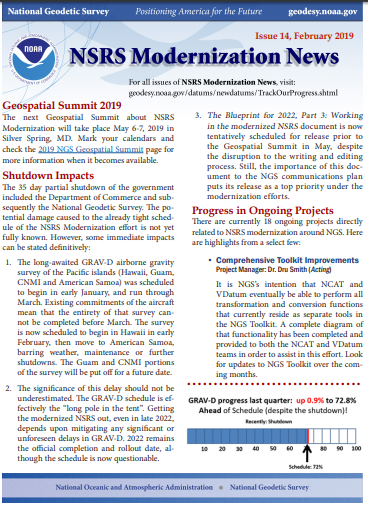 National Geodetic Survey Positioning America for the Future geodesy.noaa.gov
Issue 14, February 2019
NOAA
NSRS Modernization News
For all issues of NSRS Modernization News, visit:
geodesy.noaa.gov/datums/newdatums/TrackOurProgress.shtml
Geospatial Summit 2019
The next Geospatial Summit about NSRS
Modernization will take place May 6-7, 2019 in
Silver Spring, MD. Mark your calendars and
check the 2019 NGS Geospatial Summit page for
more information when it becomes available.
Shutdown Impacts
The 35 day partial shutdown of the government
included the Department of Commerce and sub-
sequently the National Geodetic Survey. The po-
tential damage caused to the already tight sched-
ule of the NSRS Modernization effort is not yet
fully known. However, some immediate impacts
can be stated definitively:
1. The long-awaited GRAV-D airborne gravity
survey of the Pacific islands (Hawaii, Guam,
CNMI and American Samoa) was scheduled
to begin in early January, and run through
March. Existing commitments of the aircraft
mean that the entirety of that survey can-
not be completed before March. The survey
is now scheduled to begin in Hawaii in early
February, then move to American Samoa,
barring weather, maintenance or further
shutdowns. The Guam and CNMI portions
of the survey will be put off for a future date.
2. The significance of this delay should not be
underestimated. The GRAV-D schedule is ef-
fectively the "long pole in the tent". Getting
the modernized NSRS out, even in late 2022,
depends upon mitigating any significant or
unforeseen delays in GRAV-D. 2022 remains
the official completion and rollout date, al-
though the schedule is now questionable.
3. The Blueprint for 2022, Part 3: Working
in the modernized NSRS document is now
tentatively scheduled for release prior to
the Geospatial Summit in May, despite
the disruption to the writing and editing
process. Still, the importance of this doc-
ument to the NGS communications plan
puts its release as a top priority under the
modernization efforts.
Progress in Ongoing Projects
There are currently 18 ongoing projects directly
related to NSRS modernization around NGS. Here
are highlights from a select few:
• Comprehensive Toolkit Improvements
Project Manager: Dr. Dru Smith (Acting)
It is NGS's intention that NCAT and
VDatum eventually be able to perform all
transformation and conversion functions
that currently reside as separate tools in
the NGS Toolkit. A complete diagram of
that functionality has been completed and
provided to both the NCAT and VDatum
teams in order to assist in this effort. Look
for updates to NGS Toolkit over the com-
ing months.
GRAV-D progress last quarter: up 0.9% to 72.8%
Ahead of Schedule (despite the shutdown)!
Recently: Shutdown
10 20 30 40 50 60 70 80 90 100
Schedule: 72%
National Oceanic and Atmospheric Administration • National Geodetic Survey